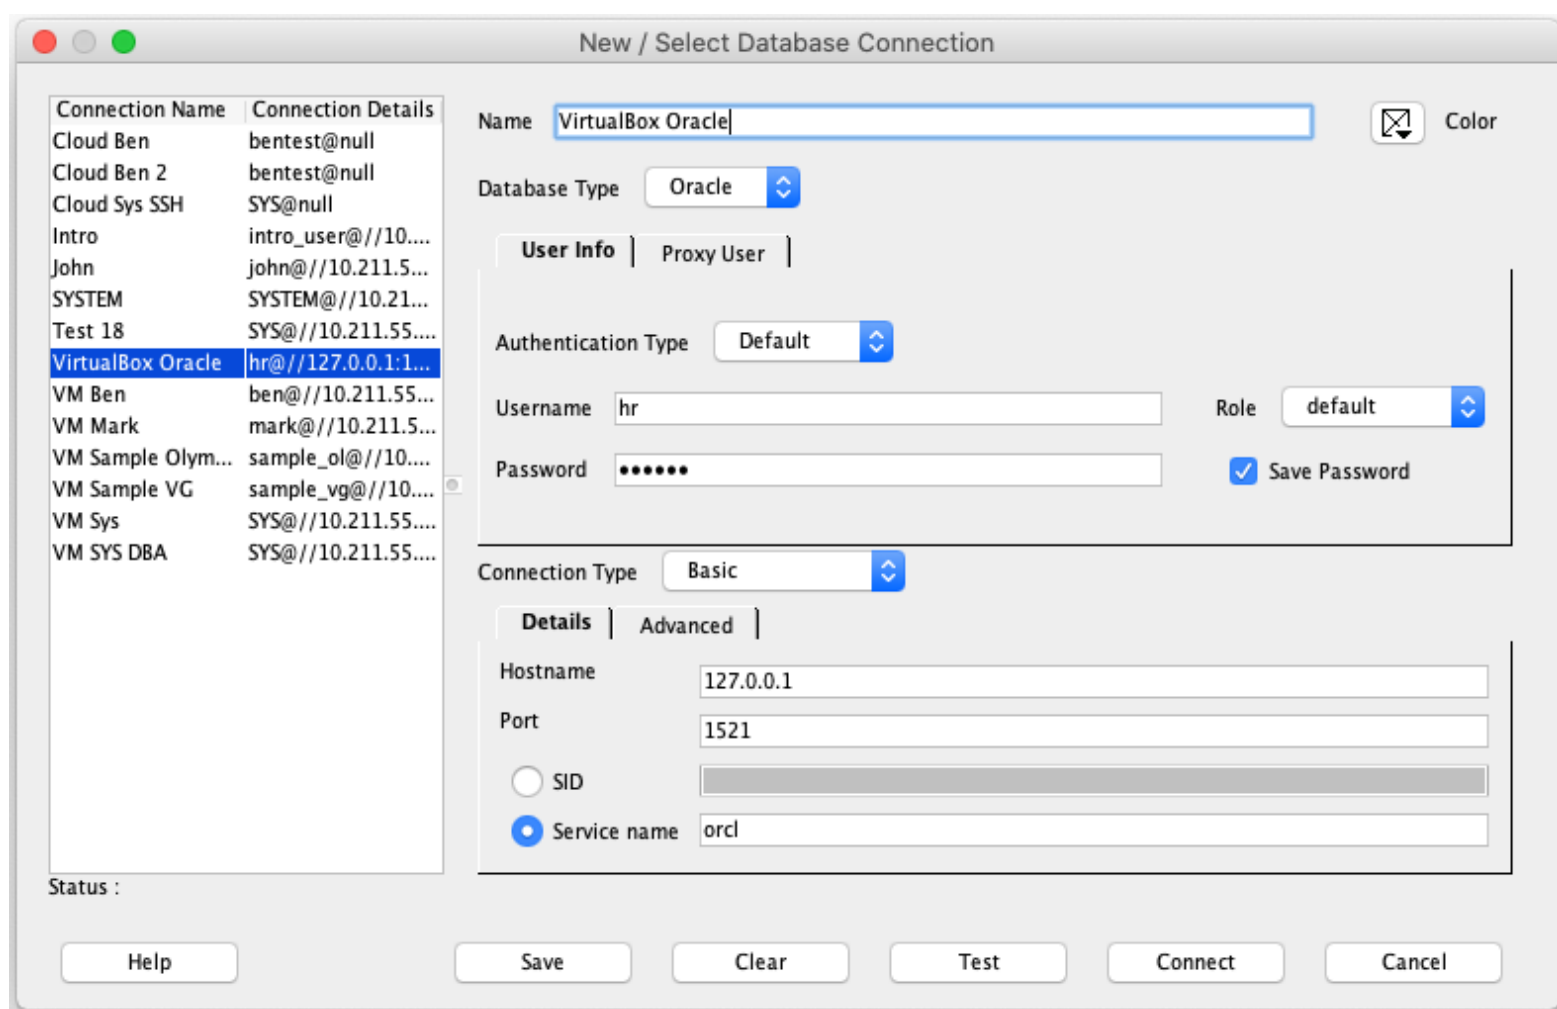 New / Select Database Connection
Connection Name Connection Details
Cloud Ben bentest@null
Cloud Ben 2 bentest@null
Cloud Sys SSH SYS@null
Intro intro_user@//10....
John john@//10.211.5...
SYSTEM SYSTEM@//10.21...
Test 18 SYS@//10.211.55....
VirtualBox Oracle hr@//127.0.0.1:1...
VM Ben ben@//10.211.55...
VM Mark mark@//10.211.5...
VM Sample Olym... sample_ol@//10....
VM Sample VG sample_vg@//10....
VM Sys SYS@//10.211.55....
VM SYS DBA SYS@//10.211.55....
Status :
Name VirtualBox Oracle Color
Database Type Oracle
User Info Proxy User
Authentication Type Default
Username hr Role default
Password •••••• Save Password
Connection Type Basic
Details Advanced
Hostname 127.0.0.1
Port 1521
SID
Service name orcl
Help Save Clear Test Connect Cancel